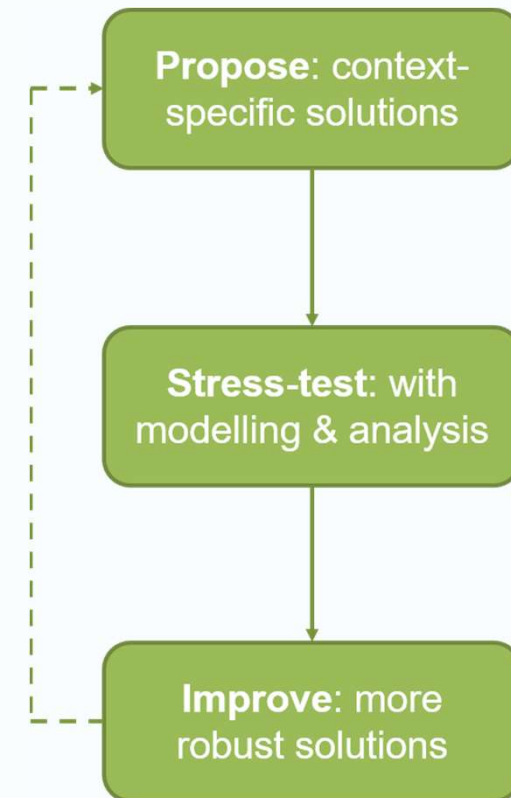 Propose: context-
specific solutions
Stress-test: with
modelling & analysis
Improve: more
robust solutions